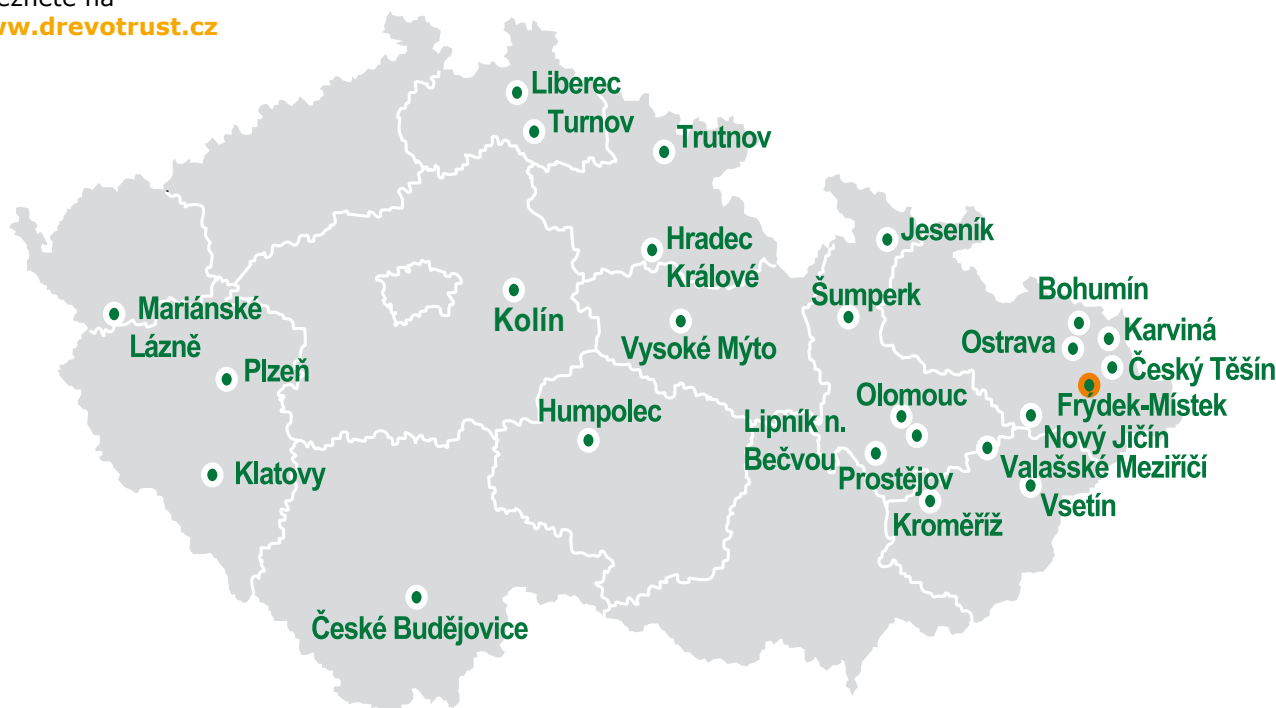 www.drevotrust.cz
Liberec
Turnov
Trutnov
Jeseník
Hradec
Králové
Bohumín
Šumperk
Mariánské
Lázně
Kolín
Karviná
Ostrava
Vysoké Mýto
Český Těšín
Plzeň
Olomouc
Frýdek-Místek
Humpolec
Lipník n.
Bečvou
Nový Jičín
Valašské Meziříčí
Klatovy
Prostějov
Vsetín
Kroměříž
České Budějovice